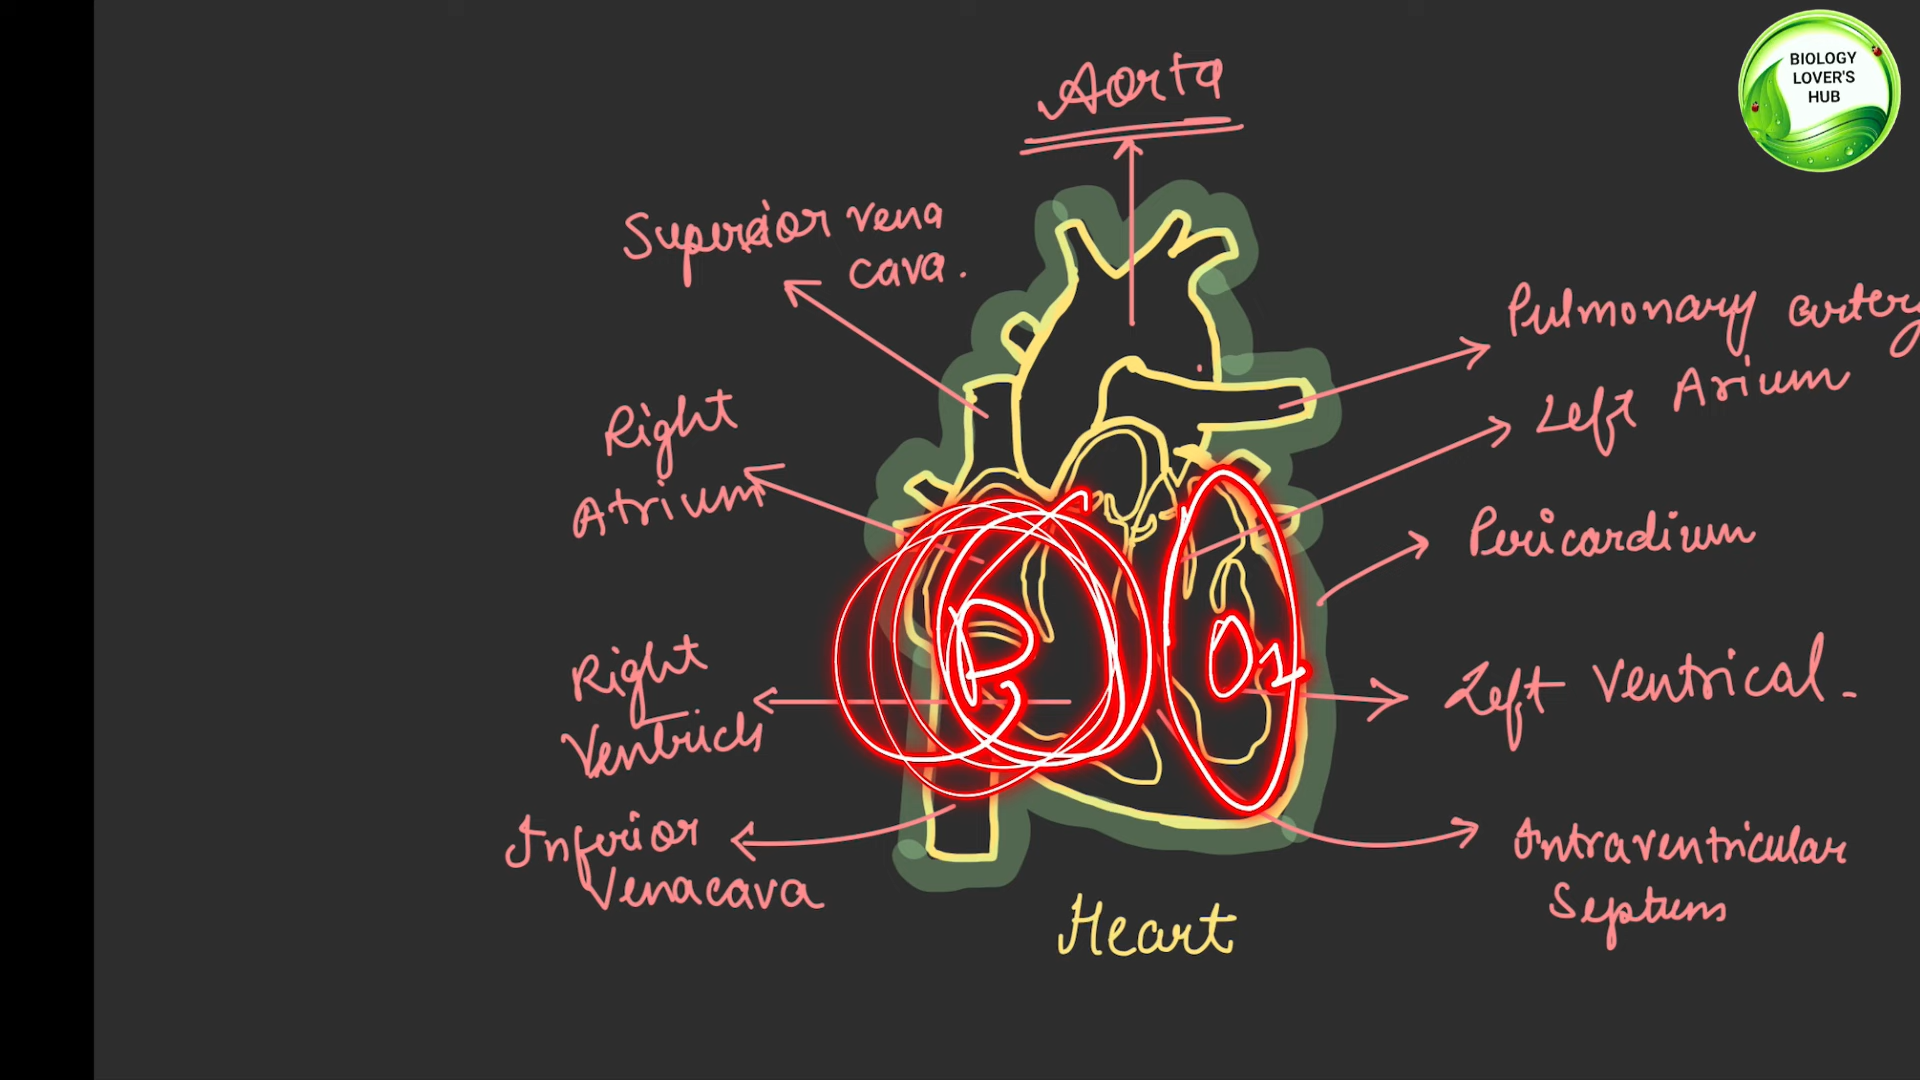 BIOLOGY
LOVER'S
HUB
Aorta
Superior vena
cava.
Pulmonary artery
Left Arium
Right
Atrium
Pericardium
Right
Left Ventrical.
Inferior
Venacava
Intraventricular
Septum
O2
Heart